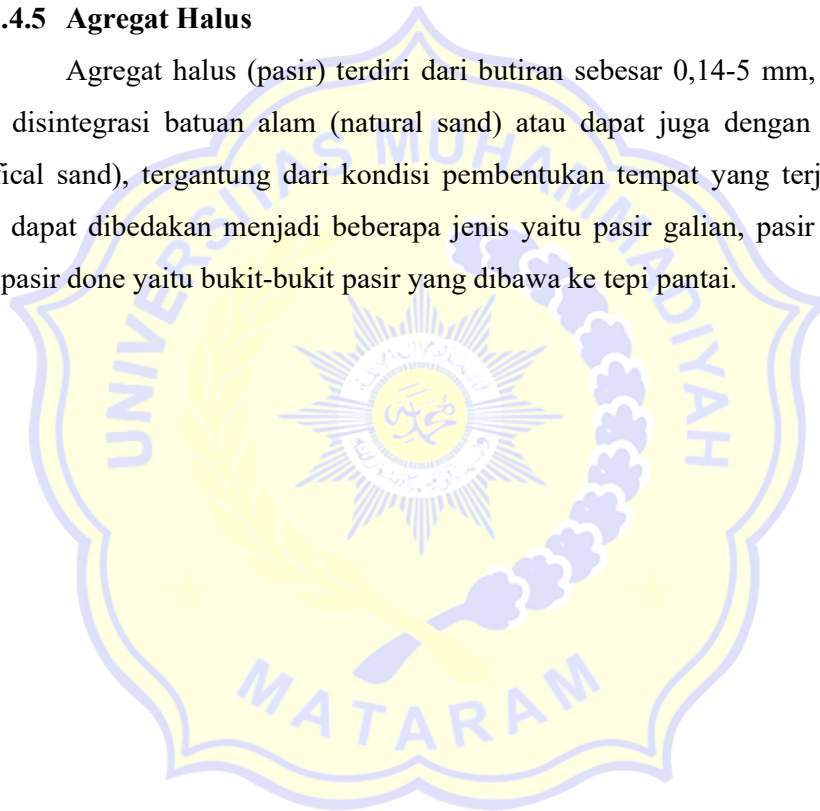 .4.5 Agregat Halus
Agregat halus (pasir) terdiri dari butiran sebesar 0,14-5 mm,
disintegrasi batuan alam (natural sand) atau dapat juga dengan
fical sand), tergantung dari kondisi pembentukan tempat yang terj
dapat dibedakan menjadi beberapa jenis yaitu pasir galian, pasir
pasir done yaitu bukit-bukit pasir yang dibawa ke tepi pantai.
UNIVERSITAS MUHAMMADIYAH
MATARAM